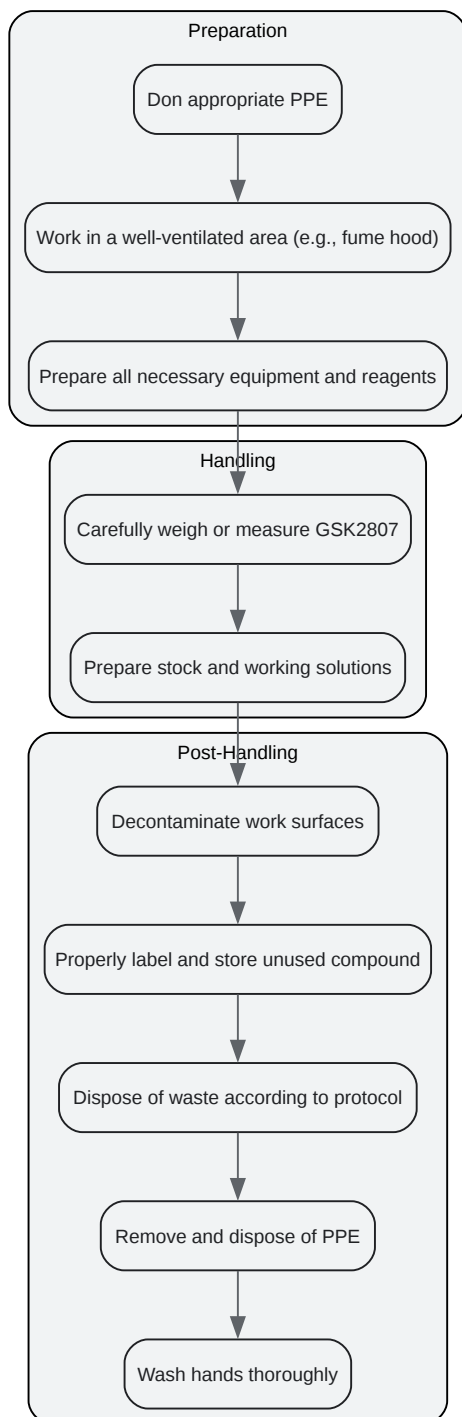 Preparation
Don appropriate PPE
Work in a well-ventilated area (e.g., fume hood)
Prepare all necessary equipment and reagents
Handling
Carefully weigh or measure GSK2807
Prepare stock and working solutions
Post-Handling
Decontaminate work surfaces
Properly label and store unused compound
Dispose of waste according to protocol
Remove and dispose of PPE
Wash hands thoroughly